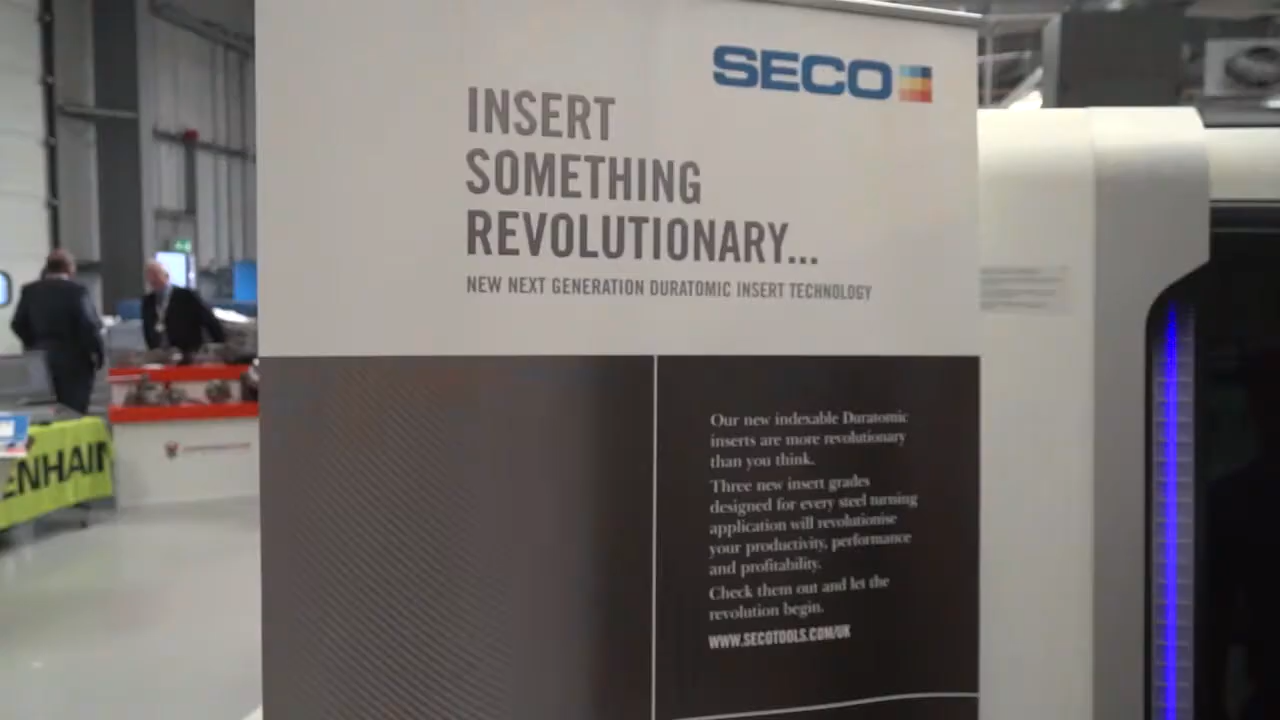 SECO
INSERT
SOMETHING
REVOLUTIONARY...
NEW NEXT GENERATION DURATOMIC INSERT TECHNOLOGY
Our new indexable Duratomic
inserts are more revolutionary
than you think.
Three new insert grades
designed for every steel turning
application will revolutionise
your productivity, performance
and profitability.
Check them out and let the
revolution begin.
WWW.SECOTOOLS.COM/UK
ENHAIN